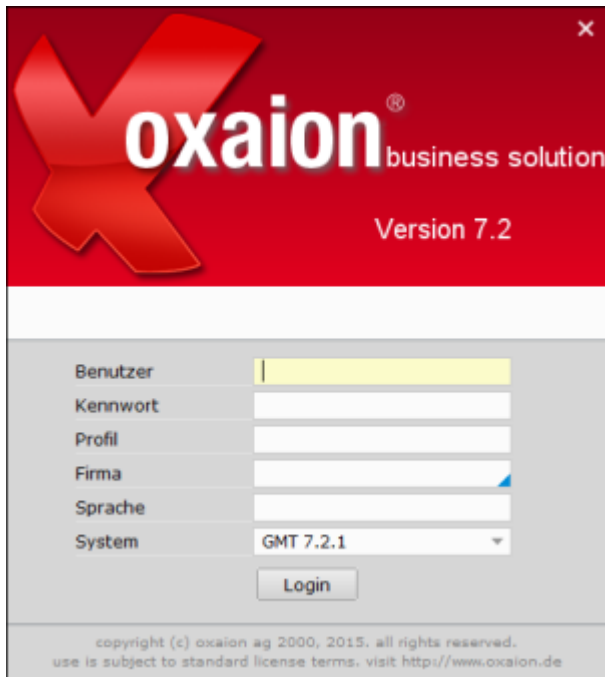 oxaion® business solution
Version 7.2
Benutzer
Kennwort
Profil
Firma
Sprache
System GMT 7.2.1
Login
copyright (c) oxaion ag 2000, 2015. all rights reserved.
use is subject to standard license terms. visit http://www.oxaion.de